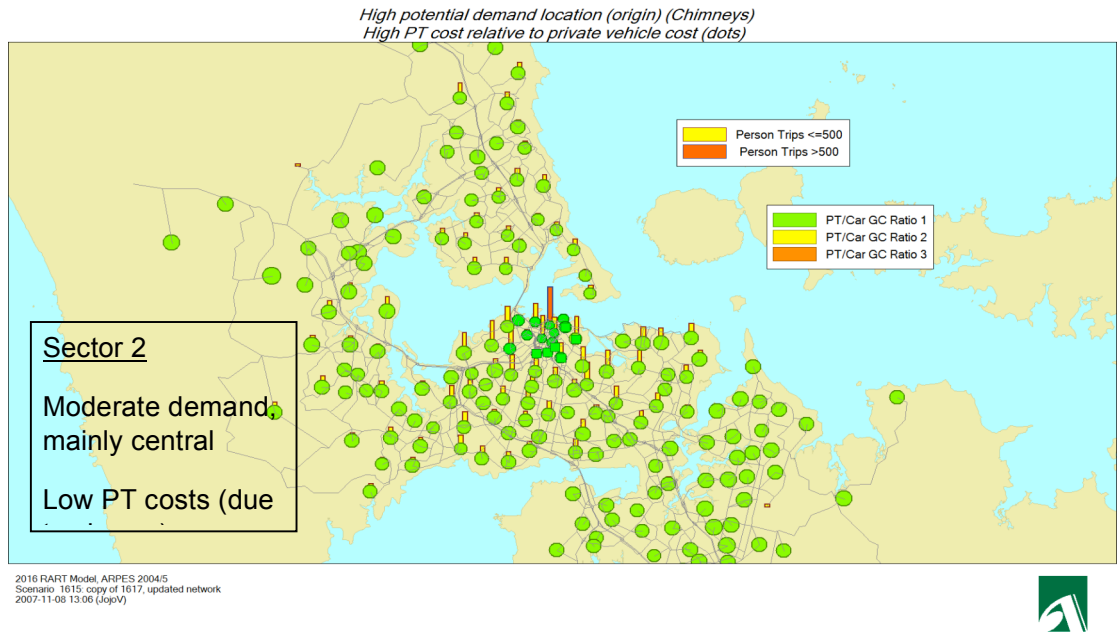 High potential demand location (origin) (Chimneys)
High PT cost relative to private vehicle cost (dots)
Person Trips <=500
Person Trips >500
PT/Car GC Ratio 1
PT/Car GC Ratio 2
PT/Car GC Ratio 3
Sector 2
Moderate demand,
mainly central
Low PT costs (due
2016 RART Model, ARPES 2004/5
Scenario 1615: copy of 1617, updated network
2007-11-08 13:06 (JojoV)